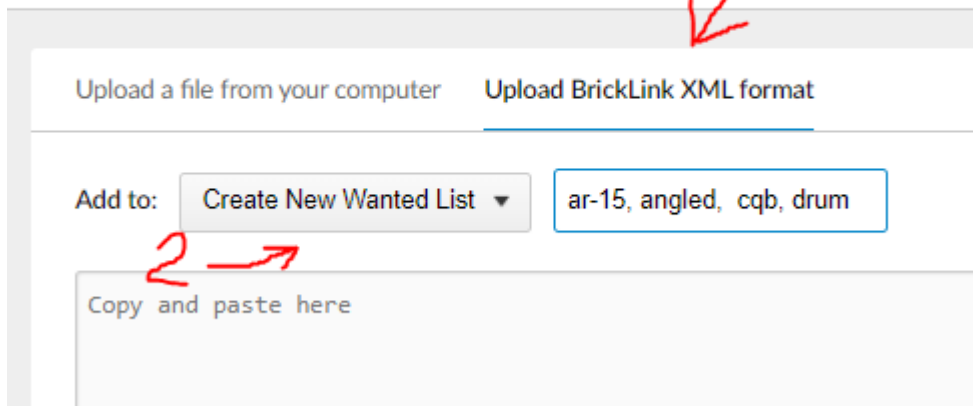 Upload a file from your computer Upload BrickLink XML format
Add to: Create New Wanted List ar-15, angled, cqb, drum
2
Copy and paste here